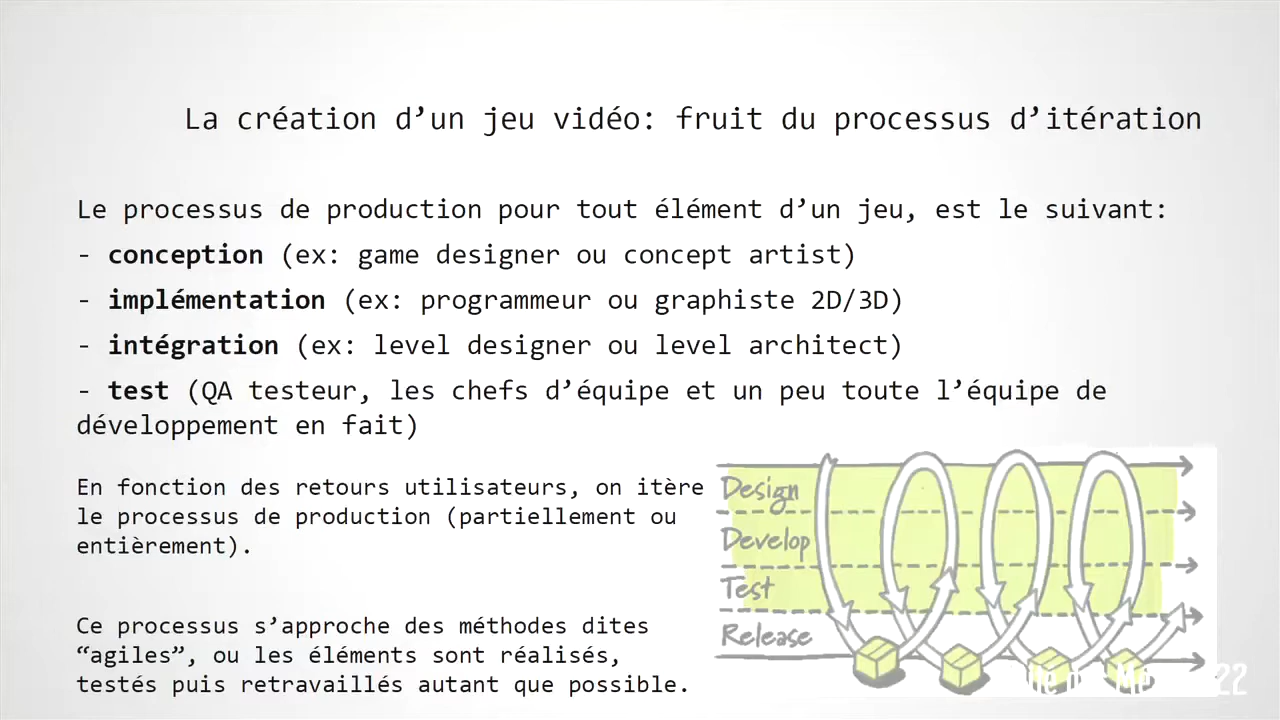 La création d’un jeu vidéo: fruit du processus d’itération
Le processus de production pour tout élément d’un jeu, est le suivant:
- conception (ex: game designer ou concept artist)
- implémentation (ex: programmeur ou graphiste 2D/3D)
- intégration (ex: level designer ou level architect)
- test (QA testeur, les chefs d’équipe et un peu toute l’équipe de
développement en fait)
En fonction des retours utilisateurs, on itère
le processus de production (partiellement ou
entièrement).
Ce processus s’approche des méthodes dites
“agiles”, ou les éléments sont réalisés,
testés puis retravaillés autant que possible.
Design
Develop
Test
Release
22